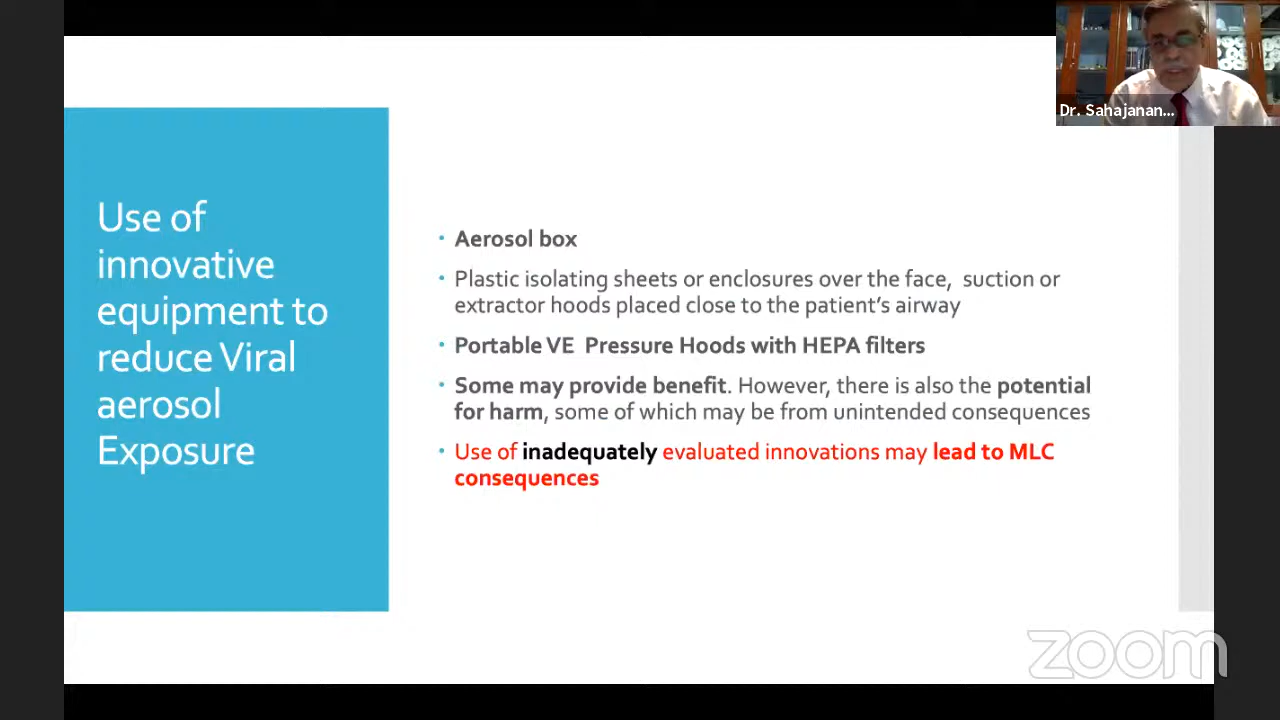 Dr. Sahajanan...
Use of
innovative
equipment to
reduce Viral
aerosol
Exposure
• Aerosol box
• Plastic isolating sheets or enclosures over the face, suction or
extractor hoods placed close to the patient's airway
• Portable VE Pressure Hoods with HEPA filters
• Some may provide benefit. However, there is also the potential
for harm, some of which may be from unintended consequences
• Use of inadequately evaluated innovations may lead to MLC
consequences
zoom